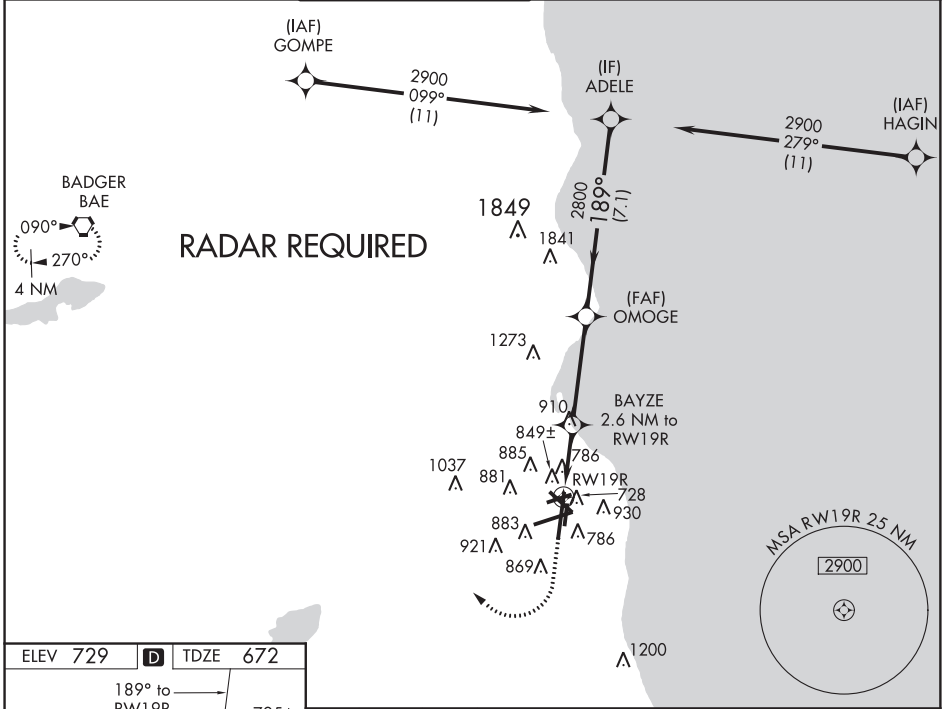 (IAF)
GOMPE
2900
099°
(11)
(IF)
ADELE
(IAF)
HAGIN
2900
279°
(11)
BADGER
BAE
090°
270°
4 NM
RADAR REQUIRED
2800
189°
(7.1)
1849
1841
(FAF)
OMOGE
1273
BAYZE
2.6 NM to
RW19R
910
849±
885
786
1037
881
RW19R
728
930
883
786
921
869
MSA RW19R 25 NM
2900
1200
ELEV 729
D
TDZE 672
189° to
RW19R